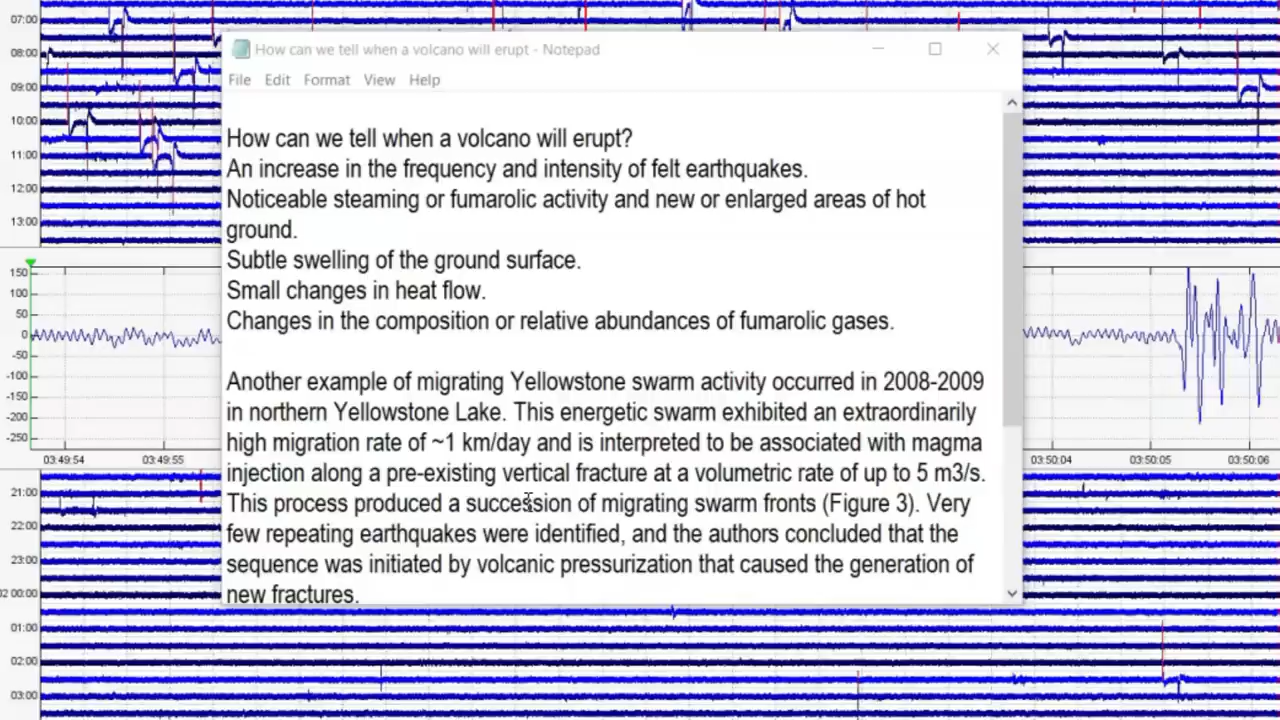 07:00
08:00
09:00
10:00
11:00
12:00
13:00
How can we tell when a volcano will erupt - Notepad
File Edit Format View Help
How can we tell when a volcano will erupt?
An increase in the frequency and intensity of felt earthquakes.
Noticeable steaming or fumarolic activity and new or enlarged areas of hot
ground.
Subtle swelling of the ground surface.
Small changes in heat flow.
Changes in the composition or relative abundances of fumarolic gases.
Another example of migrating Yellowstone swarm activity occurred in 2008-2009
in northern Yellowstone Lake. This energetic swarm exhibited an extraordinarily
high migration rate of ~1 km/day and is interpreted to be associated with magma
injection along a pre-existing vertical fracture at a volumetric rate of up to 5 m3/s.
This process produced a succession of migrating swarm fronts (Figure 3). Very
few repeating earthquakes were identified, and the authors concluded that the
sequence was initiated by volcanic pressurization that caused the generation of
new fractures.
150
100
50
0
-50
-100
-150
-200
-250
03:49:54 03:49:55 03:50:04 03:50:05 03:50:06
21:00
22:00
23:00
02 00:00
01:00
02:00
03:00